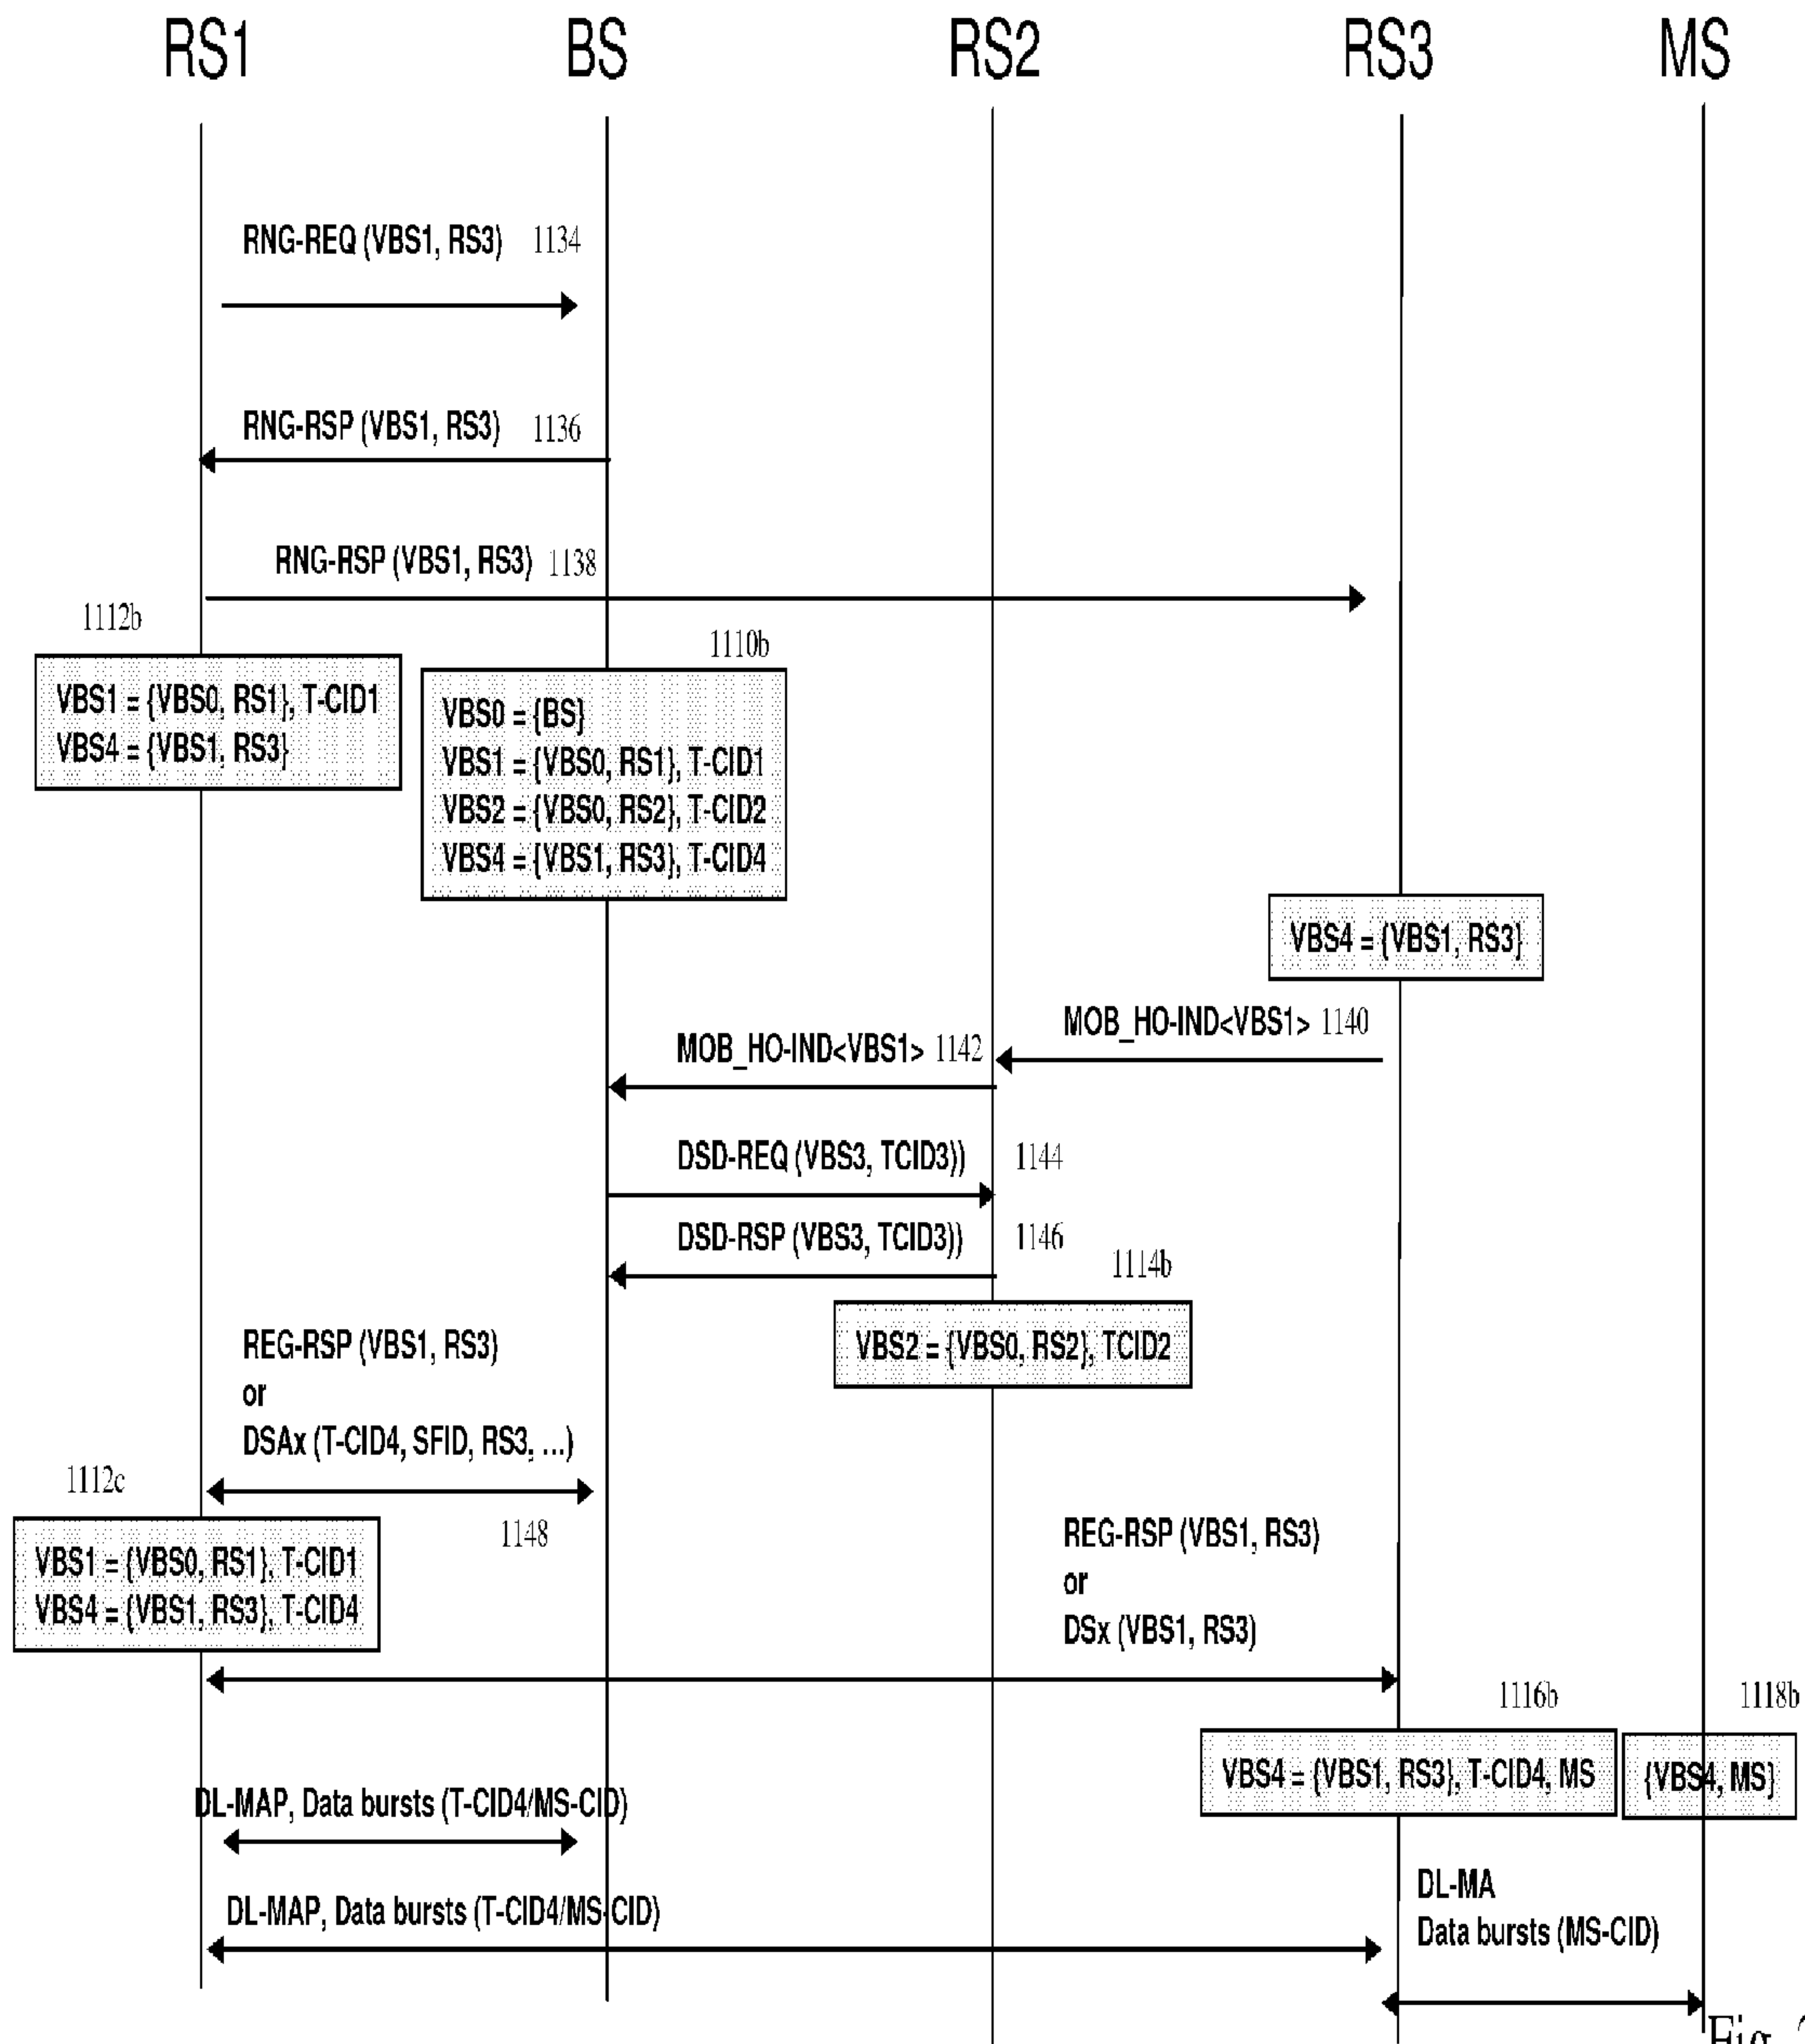 RS1 BS RS2 RS3 MS
RNG-REQ (VBS1, RS3) 1134
RNG-RSP (VBS1, RS3) 1136
RNG-RSP (VBS1, RS3) 1138
1112b
VBS1 = {VBS0, RS1}, T-CID1
VBS4 = {VBS1, RS3}
1110b
VBS0 = {BS}
VBS1 = {VBS0, RS1}, T-CID1
VBS2 = {VBS0, RS2}, T-CID2
VBS4 = {VBS1, RS3}, T-CID4
VBS4 = {VBS1, RS3}
MOB_HO-IND<VBS1> 1140
MOB_HO-IND<VBS1> 1142
DSD-REQ (VBS3, TCID3)) 1144
DSD-RSP (VBS3, TCID3)) 1146
1114b
VBS2 = {VBS0, RS2}, TCID2
REG-RSP (VBS1, RS3)
or
DSAx (T-CID4, SFID, RS3, ...)
1112c
1148
VBS1 = {VBS0, RS1}, T-CID1
VBS4 = {VBS1, RS3}, T-CID4
REG-RSP (VBS1, RS3)
or
DSx (VBS1, RS3)
1116b
1118b
VBS4 = {VBS1, RS3}, T-CID4, MS
{VBS4, MS}
DL-MAP, Data bursts (T-CID4/MS-CID)
DL-MAP, Data bursts (T-CID4/MS-CID)
DL-MA
Data bursts (MS-CID)
Fig.